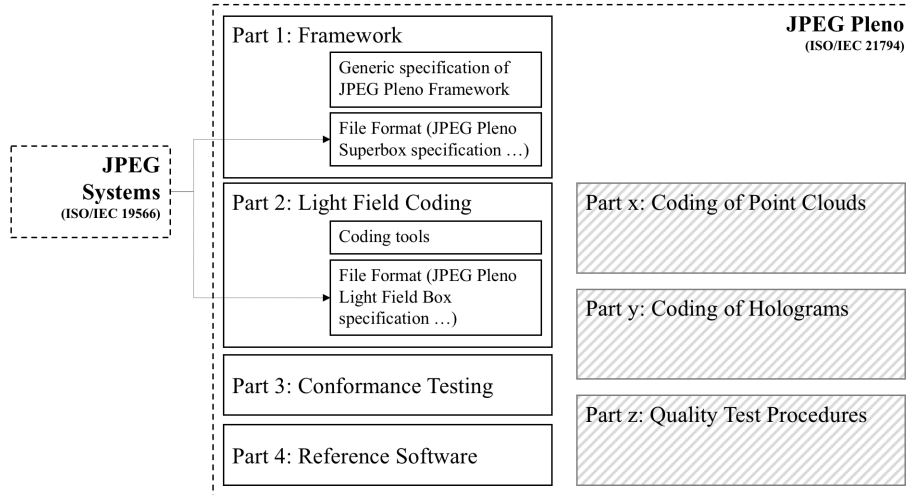 JPEG Pleno
(ISO/IEC 21794)
JPEG
Systems
(ISO/IEC 19566)
Part 1: Framework
Generic specification of
JPEG Pleno Framework
File Format (JPEG Pleno
Superbox specification …)
Part 2: Light Field Coding
Coding tools
File Format (JPEG Pleno
Light Field Box
specification …)
Part 3: Conformance Testing
Part 4: Reference Software
Part x: Coding of Point Clouds
Part y: Coding of Holograms
Part z: Quality Test Procedures